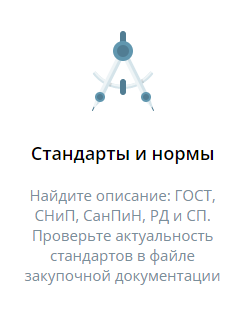 Стандарты и нормы
Найдите описание: ГОСТ,
СНиП, СанПиН, РД и СП.
Проверьте актуальность
стандартов в файле
закупочной документации